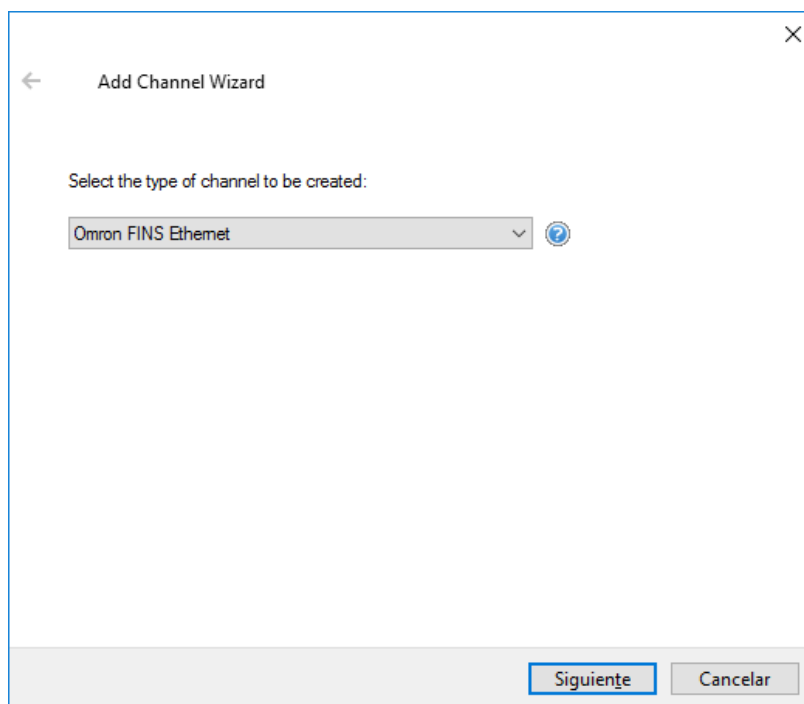 Add Channel Wizard
Select the type of channel to be created:
Omron FINS Ethernet
?
Siguiente
Cancelar